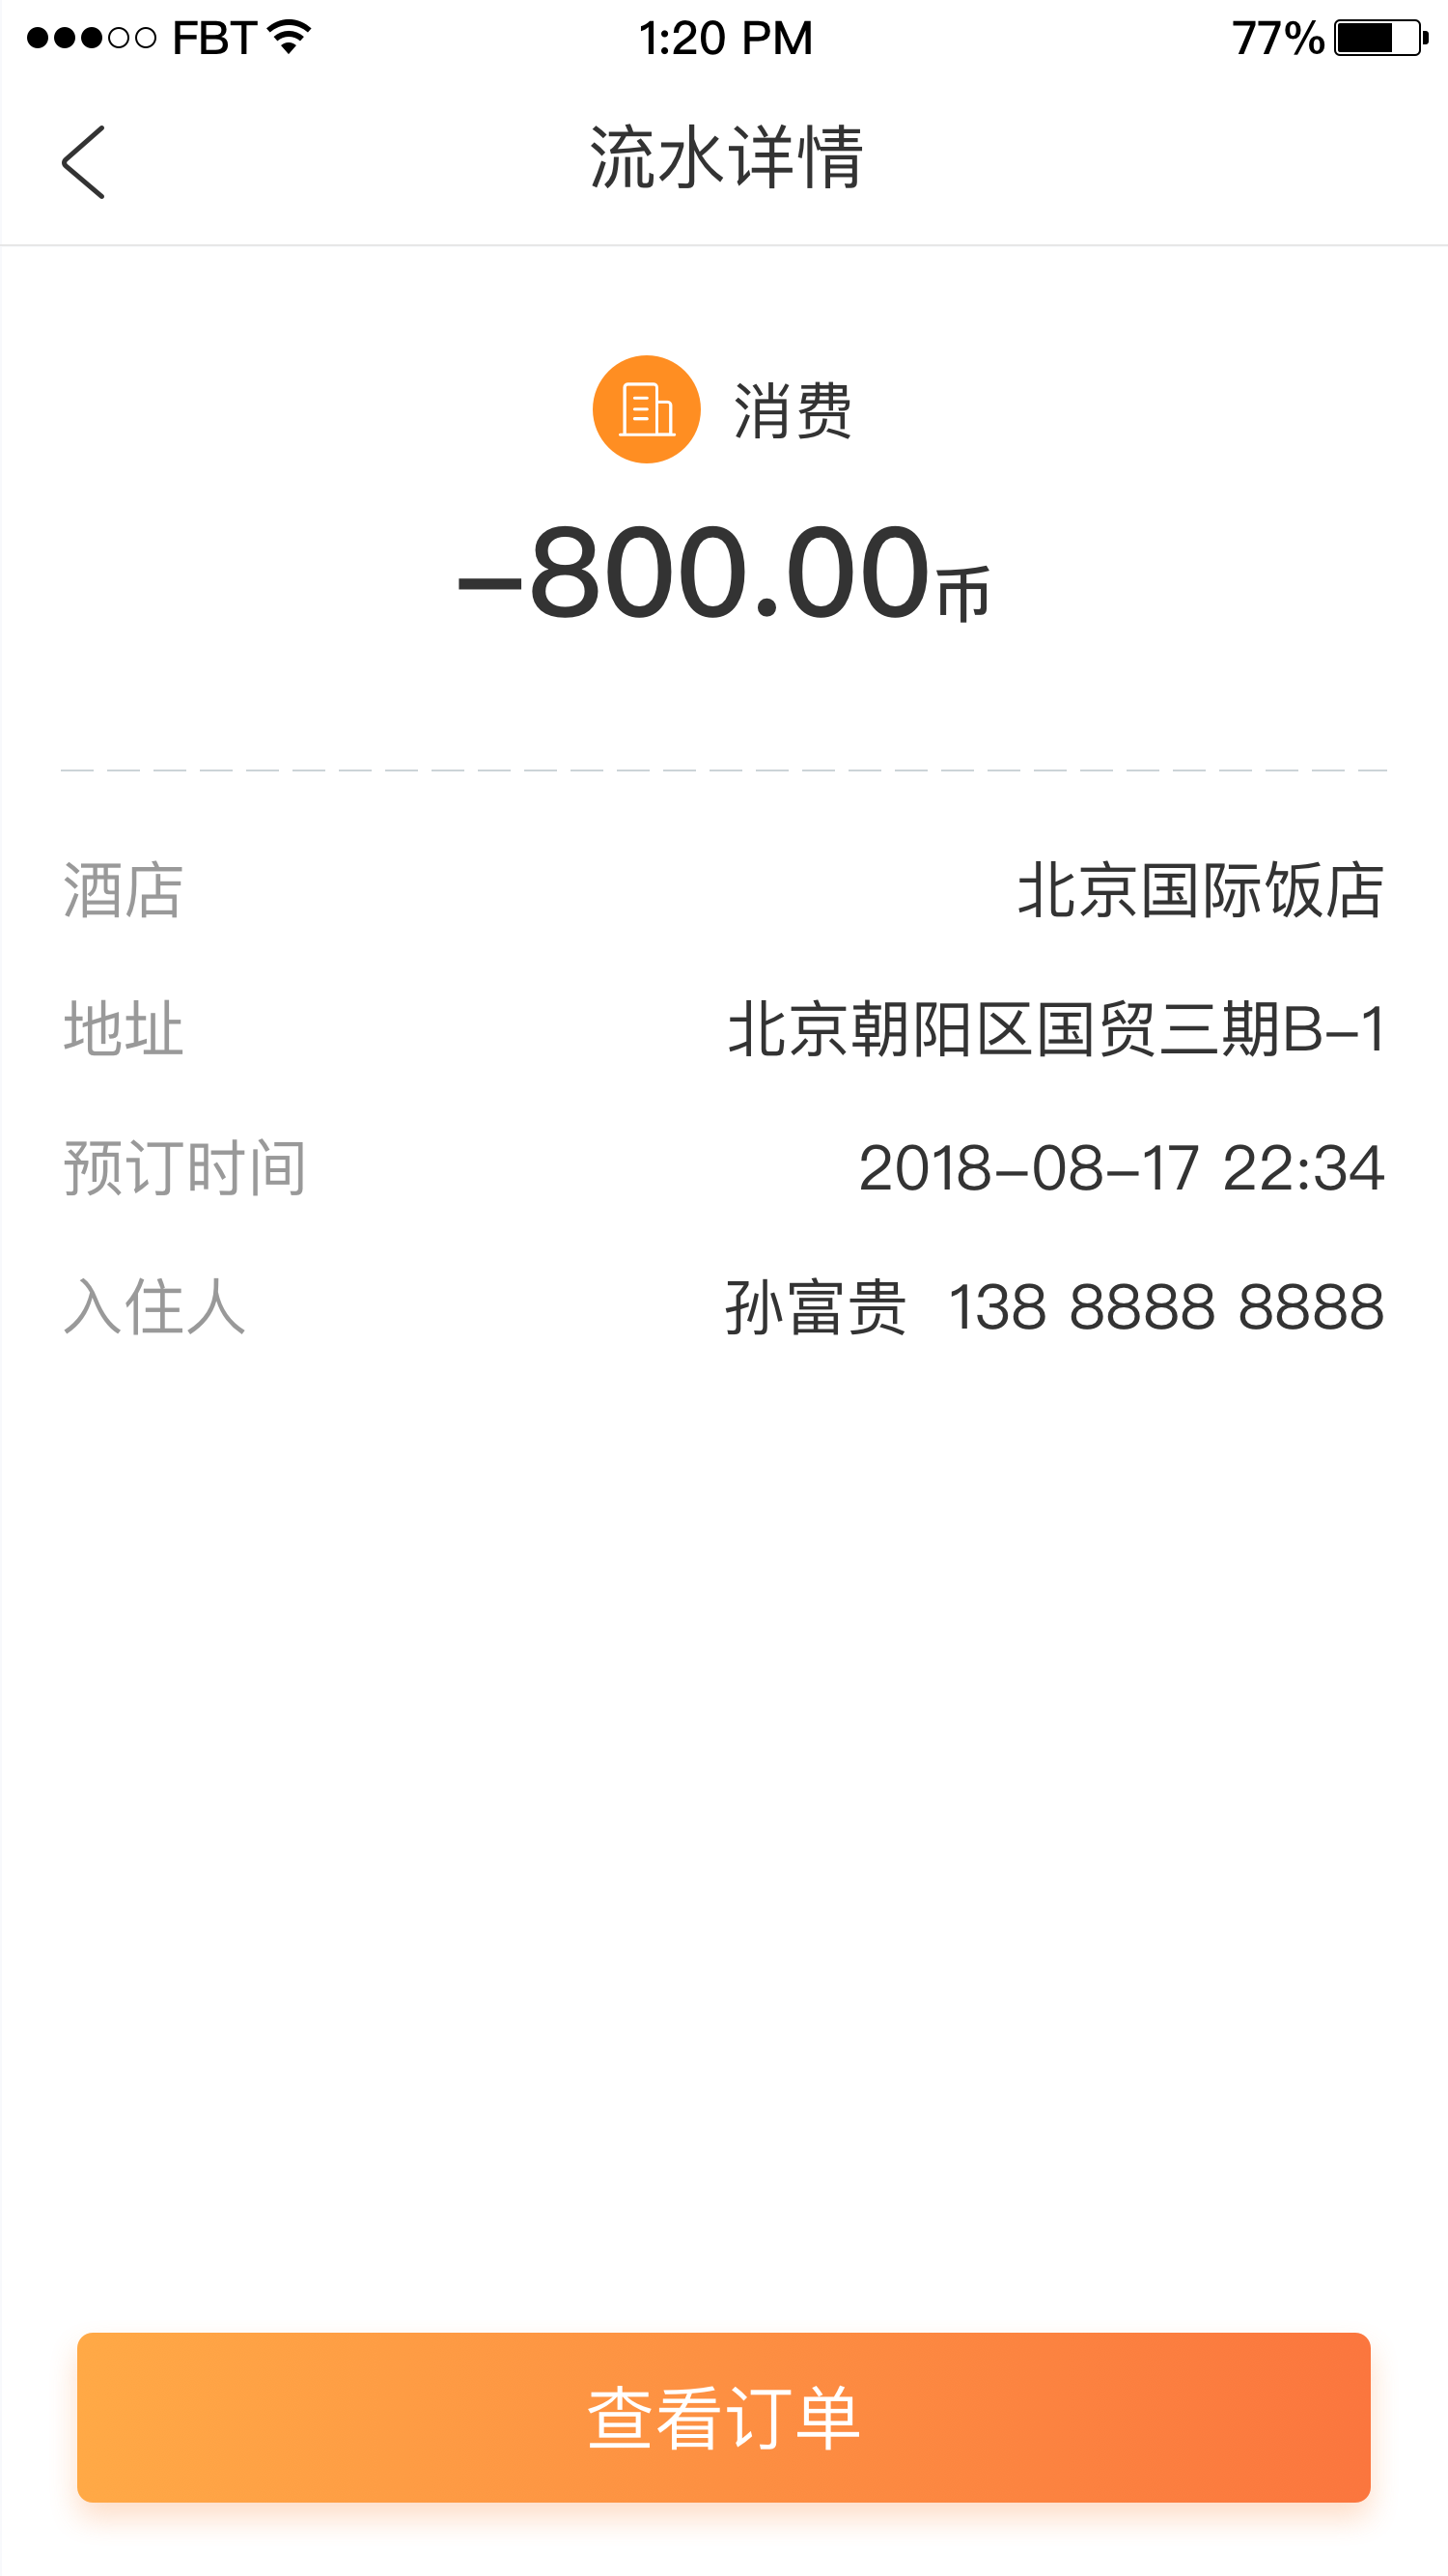 FBT 1:20 PM 77%
流水详情
消费
-800.00币
酒店 北京国际饭店
地址 北京朝阳区国贸三期B-1
预订时间 2018-08-17 22:34
入住人 孙富贵 138 8888 8888
查看订单